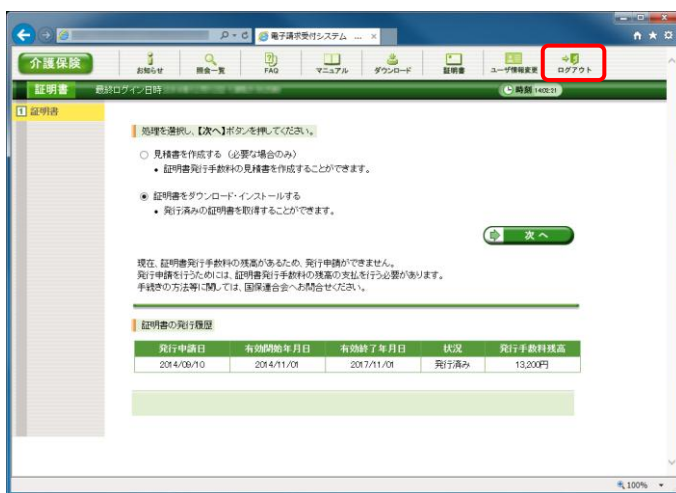 電子請求受付システム ...
介護保険
お知らせ
照会一覧
FAQ
マニュアル
ダウンロード
証明書
ユーザ情報変更
ログアウト
証明書
最終ログイン日時
時刻 14:02:21
1 証明書
処理を選択し、【次へ】ボタンを押してください。
見積書を作成する（必要な場合のみ）
• 証明書発行手数料の見積書を作成することができます。
証明書をダウンロード・インストールする
• 発行済みの証明書を取得することができます。
次へ
現在、証明書発行手数料の残高があるため、発行申請ができません。
発行申請を行うためには、証明書発行手数料の残高の支払を行う必要があります。
手続きの方法等に関しては、国保連合会へお問合せください。
証明書の発行履歴
発行申請日 有効開始年月日 有効終了年月日 状況 発行手数料残高
2014/09/10 2014/11/01 2017/11/01 発行済み 13,200円
100%